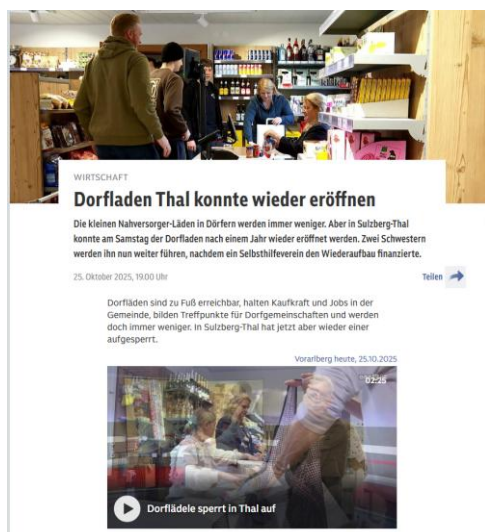 WIRTSCHAFT
Dorfladen Thal konnte wieder eröffnen
Die kleinen Nahversorger-Läden in Dörfern werden immer weniger. Aber in Sulzberg-Thal
konnte am Samstag der Dorfladen nach einem Jahr wieder eröffnet werden. Zwei Schwestern
werden ihn nun weiter führen, nachdem ein Selbsthilfeverein den Wiederaufbau finanzierte.
25. Oktober 2025, 19.00 Uhr
Teilen
Dorfläden sind zu Fuß erreichbar, halten Kaufkraft und Jobs in der
Gemeinde, bilden Treffpunkte für Dorfgemeinschaften und werden
doch immer weniger. In Sulzberg-Thal hat jetzt aber wieder einer
aufgesperrt.
Vorarlberg heute, 25.10.2025
02:25
Dorflädele sperrt in Thal auf